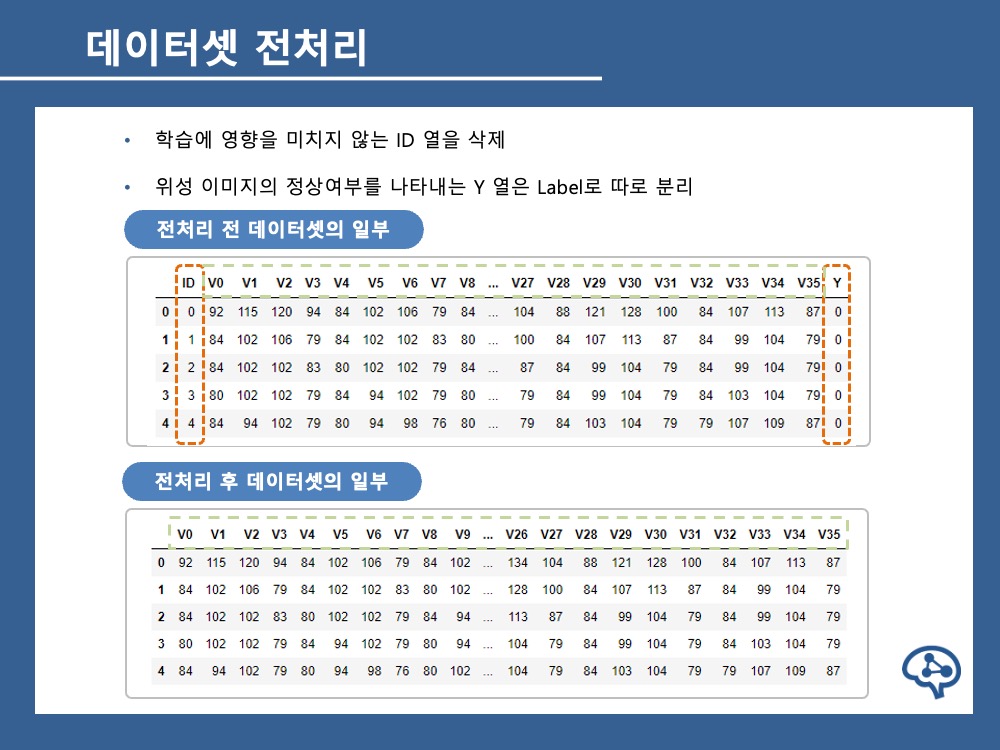 데이터셋 전처리
• 학습에 영향을 미치지 않는 ID 열을 삭제
• 위성 이미지의 정상여부를 나타내는 Y 열은 Label로 따로 분리
전처리 전 데이터셋의 일부
ID V0 V1 V2 V3 V4 V5 V6 V7 V8 ... V27 V28 V29 V30 V31 V32 V33 V34 V35 Y
0 0 92 115 120 94 84 102 106 79 84 ... 104 88 121 128 100 84 107 113 87 0
1 1 84 102 106 79 84 102 102 83 80 ... 100 84 107 113 87 84 99 104 79 0
2 2 84 102 102 83 80 102 102 79 84 ... 87 84 99 104 79 84 99 104 79 0
3 3 80 102 102 79 84 94 102 79 80 ... 79 84 99 104 79 84 103 104 79 0
4 4 84 94 102 79 80 94 98 76 80 ... 79 84 103 104 79 79 107 109 87 0
전처리 후 데이터셋의 일부
V0 V1 V2 V3 V4 V5 V6 V7 V8 V9 ... V26 V27 V28 V29 V30 V31 V32 V33 V34 V35
0 92 115 120 94 84 102 106 79 84 102 ... 134 104 88 121 128 100 84 107 113 87
1 84 102 106 79 84 102 102 83 80 102 ... 128 100 84 107 113 87 84 99 104 79
2 84 102 102 83 80 102 102 79 84 94 ... 113 87 84 99 104 79 84 99 104 79
3 80 102 102 79 84 94 102 79 80 94 ... 104 79 84 99 104 79 84 103 104 79
4 84 94 102 79 80 94 98 76 80 102 ... 104 79 84 103 104 79 79 107 109 87